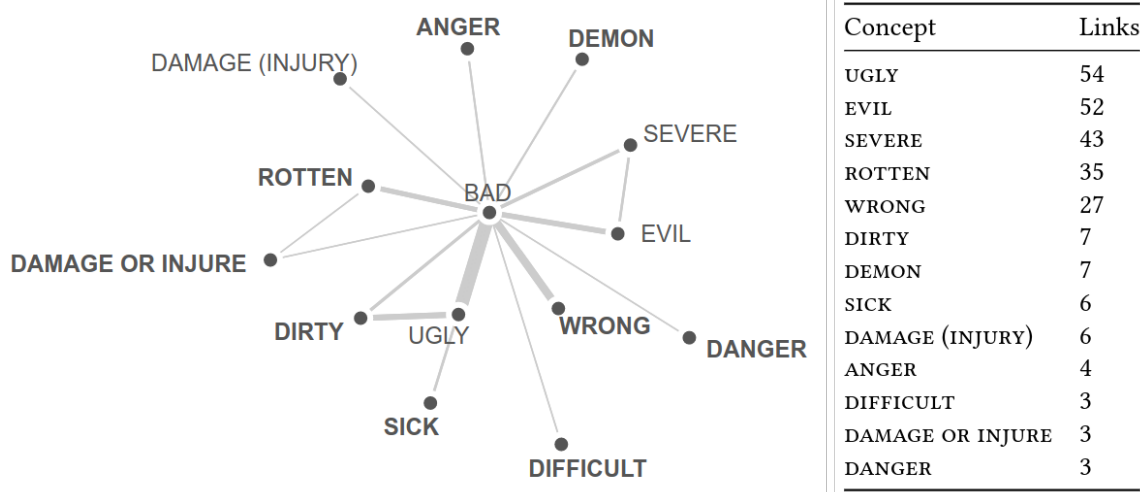 ANGER
DEMON
DAMAGE (INJURY)
SEVERE
ROTTEN
BAD
EVIL
DAMAGE OR INJURE
DIRTY
UGLY
WRONG
DANGER
SICK
DIFFICULT
Concept Links
UGLY 54
EVIL 52
SEVERE 43
ROTTEN 35
WRONG 27
DIRTY 7
DEMON 7
SICK 6
DAMAGE (INJURY) 6
ANGER 4
DIFFICULT 3
DAMAGE OR INJURE 3
DANGER 3